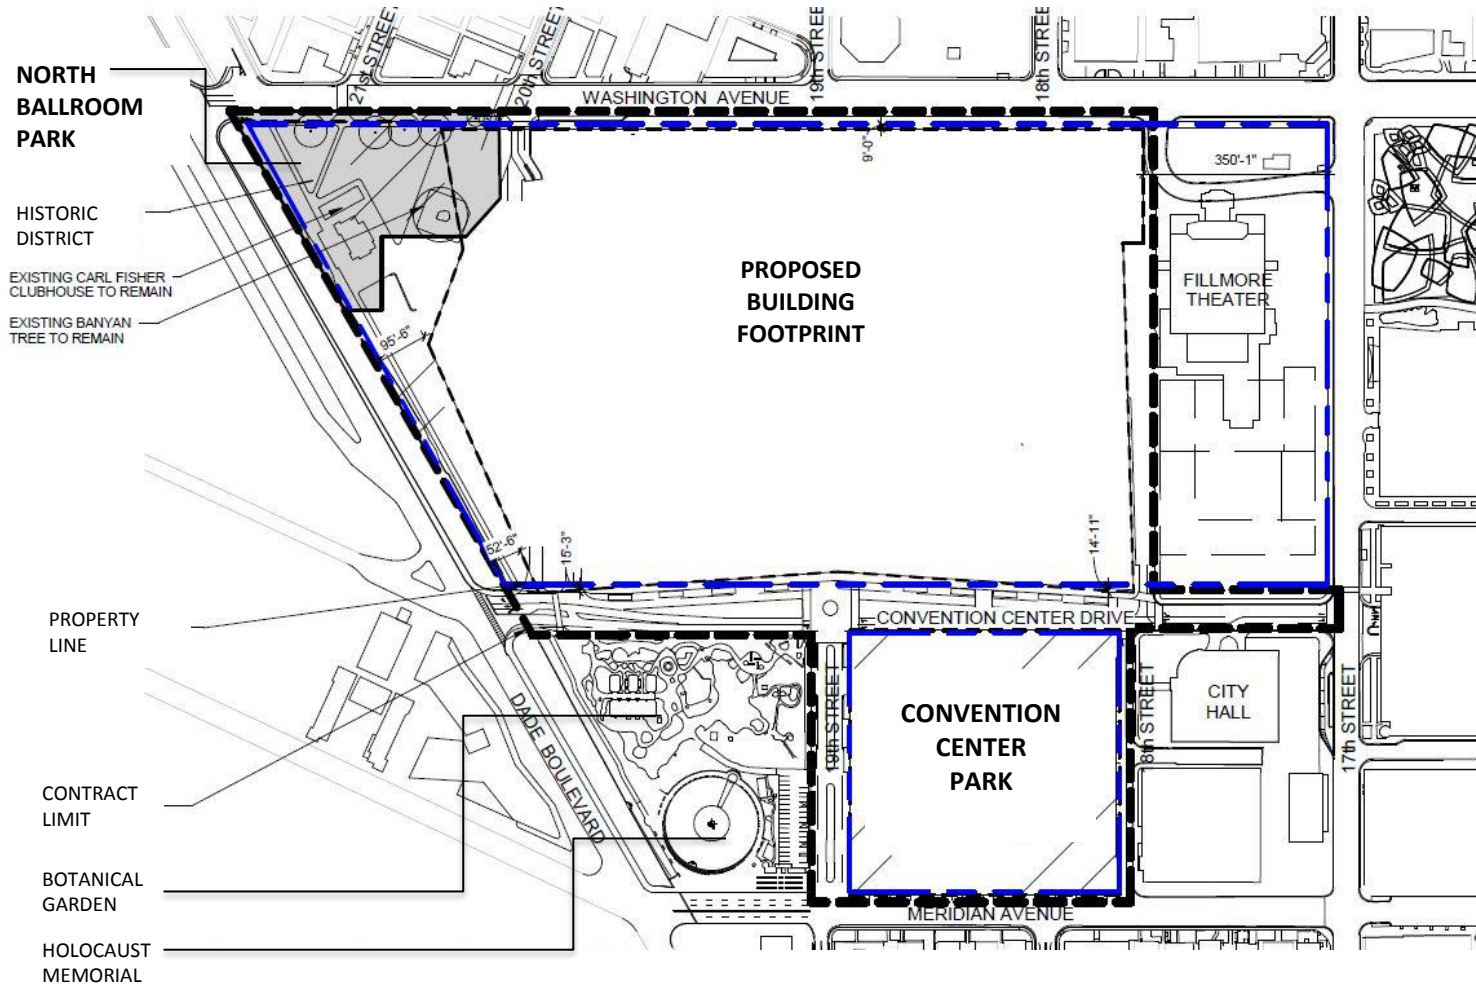 21st STREET
20th STREET
19th STREET
18th STREET
NORTH
BALLROOM
PARK
WASHINGTON AVENUE
9'-0"
350'-1"
HISTORIC
DISTRICT
EXISTING CARL FISHER
CLUBHOUSE TO REMAIN
EXISTING BANYAN
TREE TO REMAIN
PROPOSED
BUILDING
FOOTPRINT
FILLMORE
THEATER
95'-6"
52'-6"
15'-3"
14'-11"
PROPERTY
LINE
CONVENTION CENTER DRIVE
DADE BOULEVARD
19th STREET
CONVENTION
CENTER
PARK
8th STREET
CITY
HALL
17th STREET
CONTRACT
LIMIT
BOTANICAL
GARDEN
MERIDIAN AVENUE
HOLOCAUST
MEMORIAL